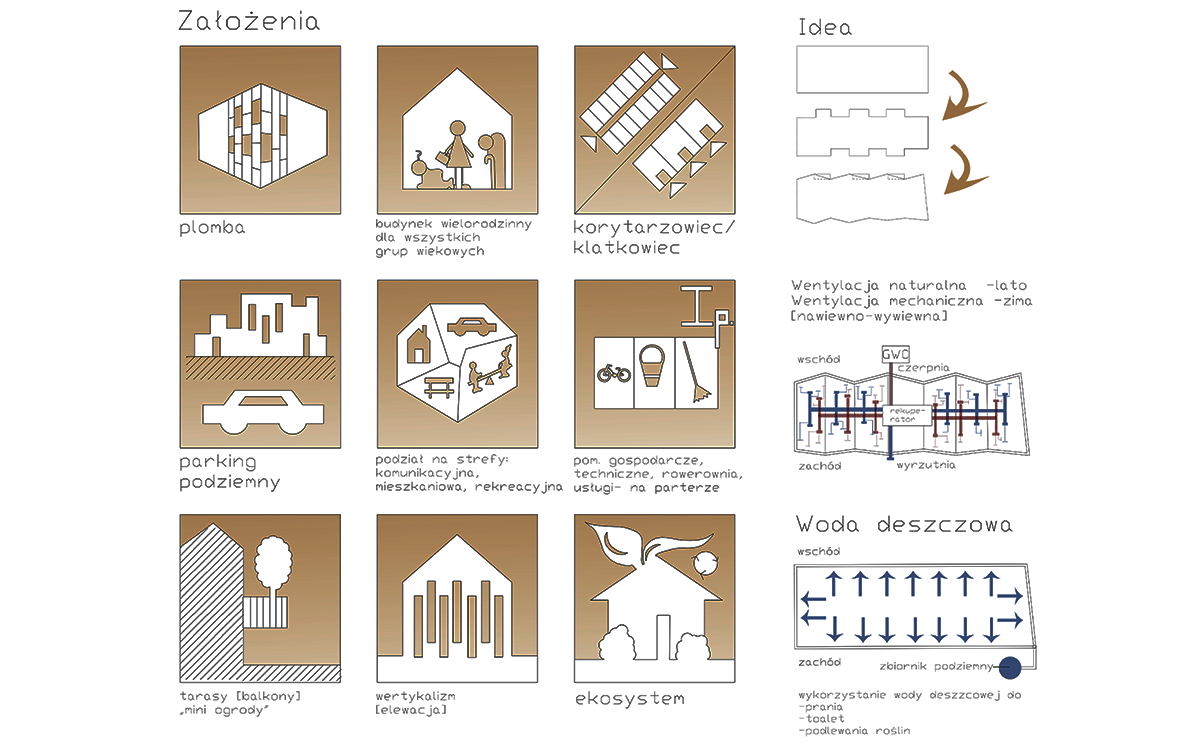 Założenia
plomba
budynek wielorodzinny
dla wszystkich
grup wiekowych
korytarzowiec/
klatkowiec
parking
podziemny
podział na strefy:
komunikacyjna,
mieszkaniowa, rekreacyjna
I p.
pom. gospodarcze,
techniczne, rowerownia,
usługi- na parterze
tarasy [balkony]
„mini ogrody”
wertykalizm
[elewacja]
ekosystem
Idea
Wentylacja naturalna -lato
Wentylacja mechaniczna -zima
[nawiewno-wywiewna]
wschód
GWC
czerpnia
rekupe-
rator
zachód
wyrzutnia
Woda deszczowa
wschód
zachód
zbiornik podziemny
wykorzystanie wody deszzcowej do
-prania
-toalet
-podlewania roślin